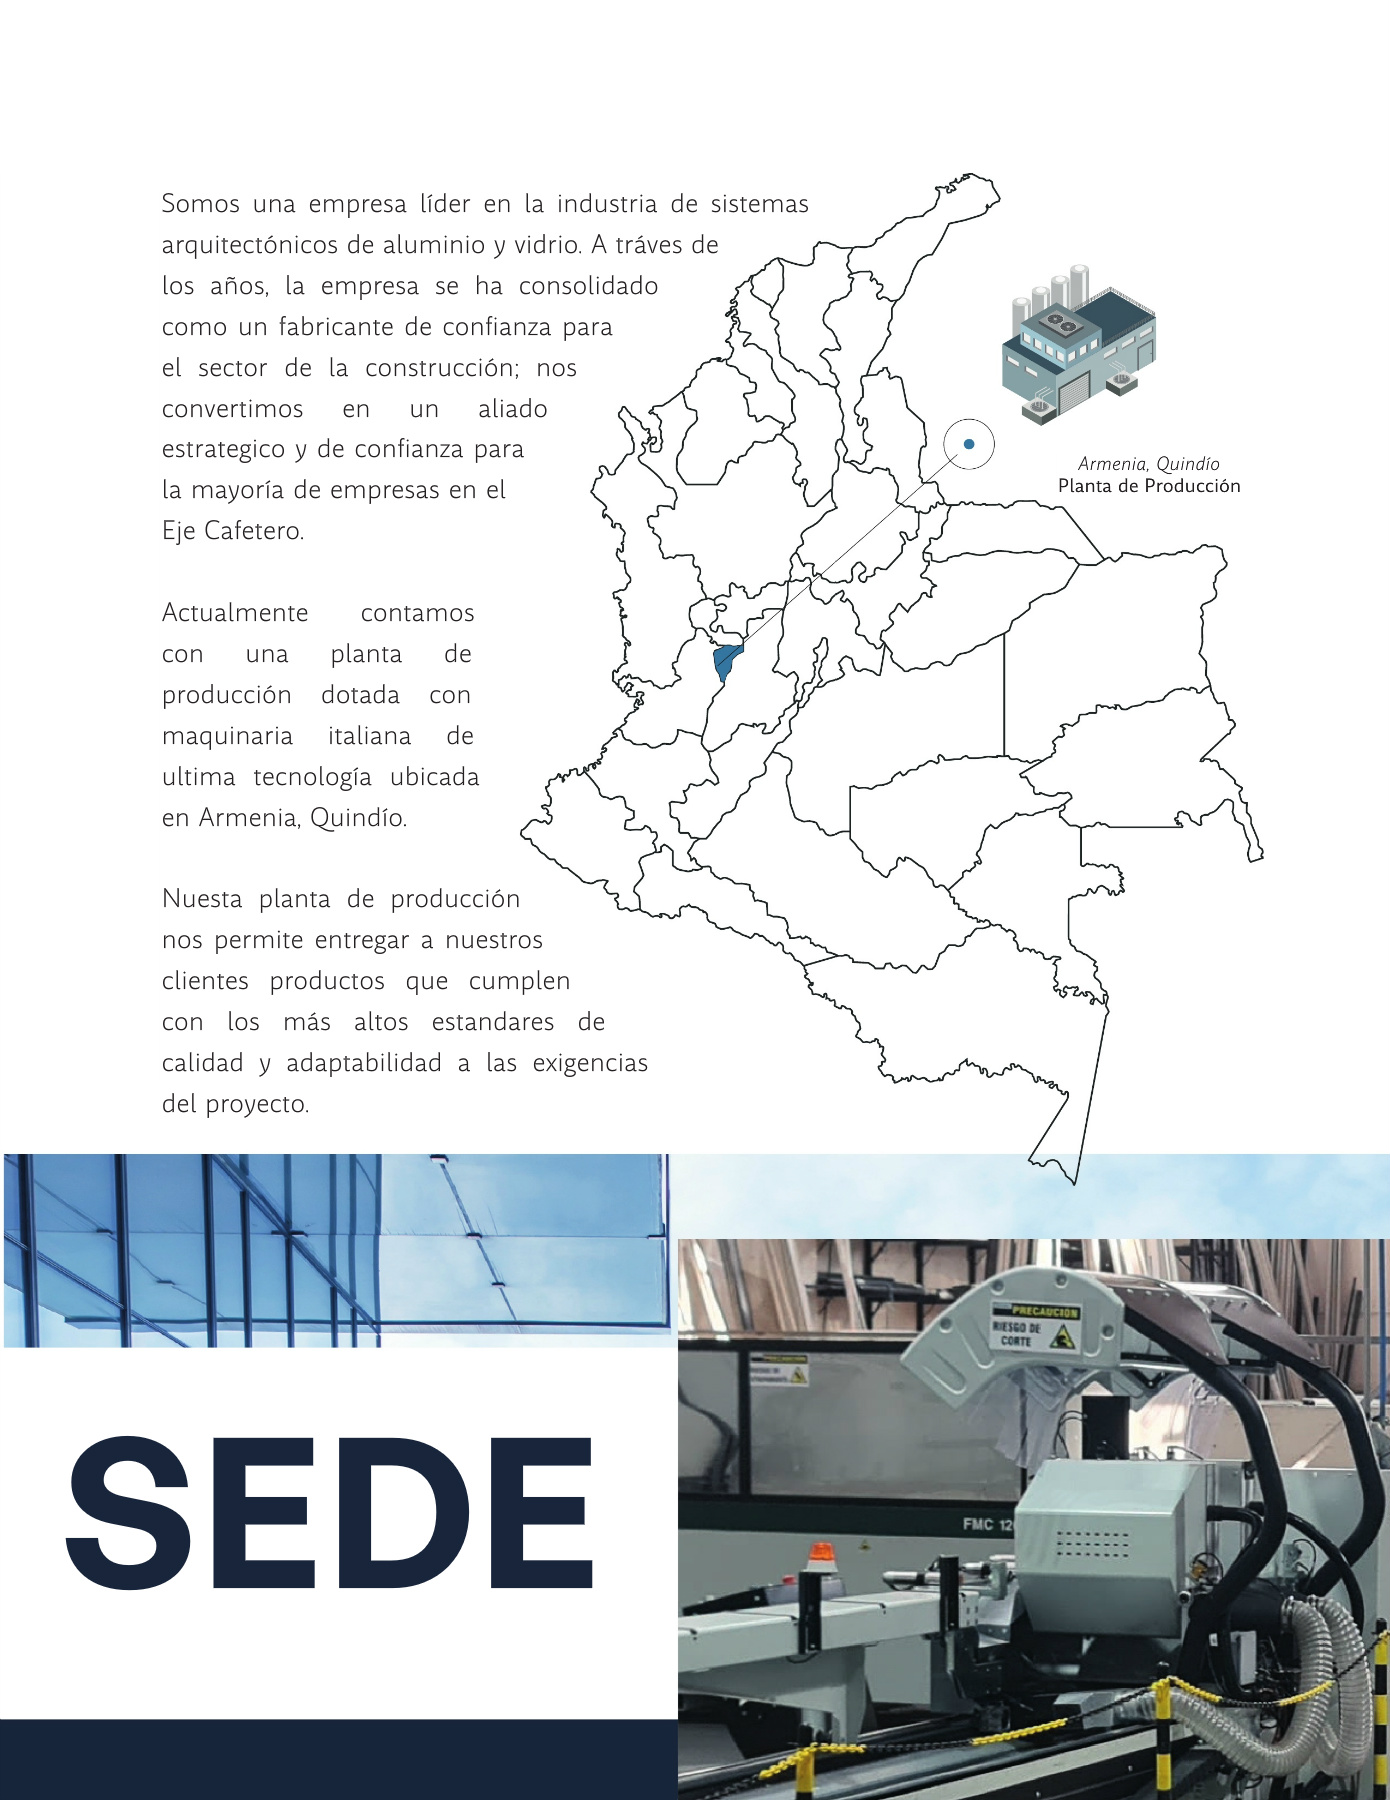 Somos una empresa líder en la industria de sistemas
arquitectónicos de aluminio y vidrio. A tráves de
los años, la empresa se ha consolidado
como un fabricante de confianza para
el sector de la construcción; nos
convertimos en un aliado
estrategico y de confianza para
la mayoría de empresas en el
Eje Cafetero.
Actualmente contamos
con una planta de
producción dotada con
maquinaria italiana de
ultima tecnología ubicada
en Armenia, Quindío.
Nuesta planta de producción
nos permite entregar a nuestros
clientes productos que cumplen
con los más altos estandares de
calidad y adaptabilidad a las exigencias
del proyecto.
Armenia, Quindío
Planta de Producción
SEDE
PRECAUCION
RIESGO DE
CORTE
FMC